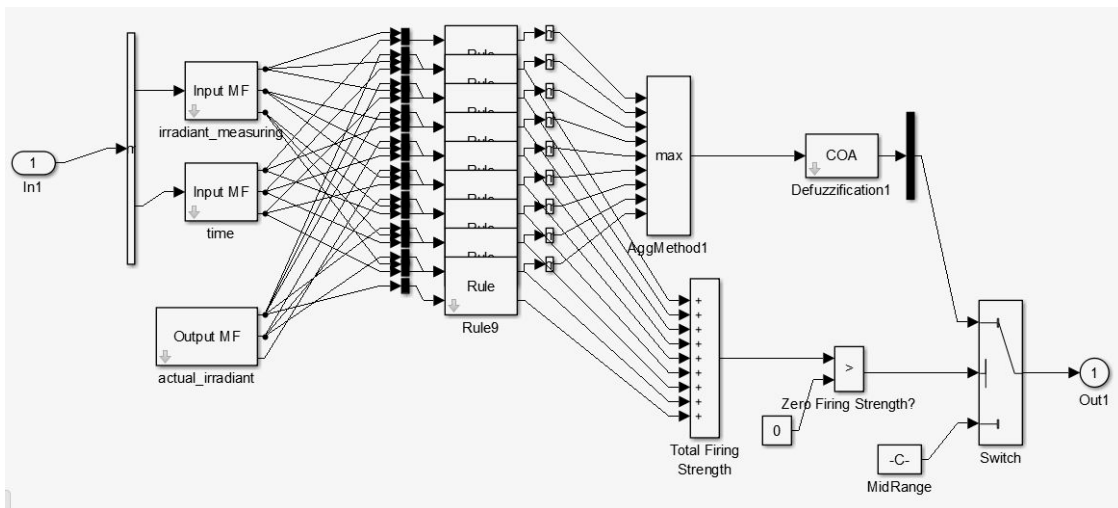 1
In1
Input MF
irradiant_measuring
Input MF
time
Output MF
actual_irradiant
Rule
Rule9
max
AggMethod1
COA
Defuzzification1
+
+
+
+
+
+
+
+
+
Total Firing
Strength
>
Zero Firing Strength?
0
-C-
MidRange
Switch
1
Out1